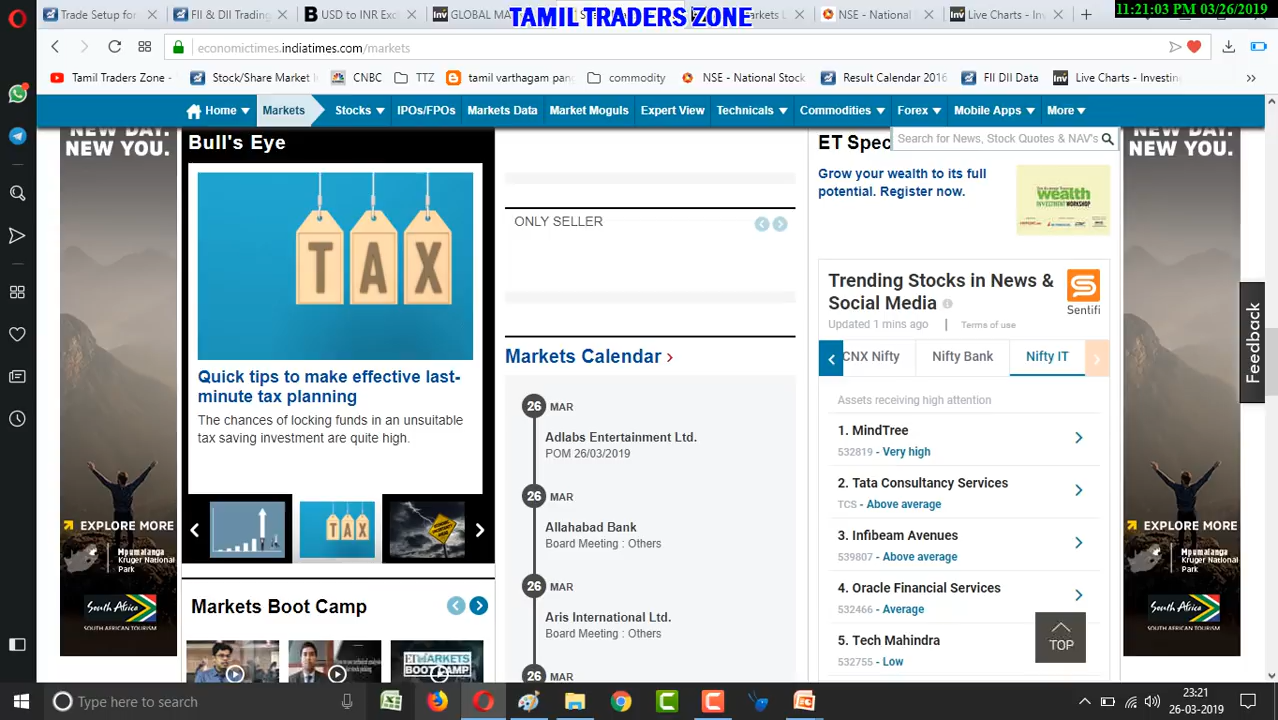 Trade Setup for
FII & DII Trading
USD to INR Exc
GLOBAL MA
NSE - National
Live Charts - Inv
TAMIL TRADERS ZONE
11:21:03 PM 03/26/2019
economictimes.indiatimes.com/markets
Tamil Traders Zone -
Stock/Share Market I
CNBC
TTZ
tamil varthagam pan
commodity
NSE - National Stock
Result Calendar 2016
FII DII Data
Live Charts - Investin
Home
Markets
Stocks
IPOs/FPOs
Markets Data
Market Moguls
Expert View
Technicals
Commodities
Forex
Mobile Apps
More
NEW DAY.
NEW YOU.
EXPLORE MORE
Mpumalanga
Kruger National
Park
South Africa
SOUTH AFRICAN TOURISM
Bull's Eye
TAX
Quick tips to make effective last-
minute tax planning
The chances of locking funds in an unsuitable
tax saving investment are quite high.
TAX
Markets Boot Camp
ET MARKETS
BOOT CAMP
ONLY SELLER
Markets Calendar
26 MAR
Adlabs Entertainment Ltd.
POM 26/03/2019
26 MAR
Allahabad Bank
Board Meeting : Others
26 MAR
Aris International Ltd.
Board Meeting : Others
26 MAR
ET Spec
Search for News, Stock Quotes & NAV's
Grow your wealth to its full
potential. Register now.
wealth
INVESTMENT WORKSHOP
Trending Stocks in News &
Social Media
Sentifi
Updated 1 mins ago | Terms of use
CNX Nifty
Nifty Bank
Nifty IT
Assets receiving high attention
1. MindTree
532819 - Very high
2. Tata Consultancy Services
TCS - Above average
3. Infibeam Avenues
539807 - Above average
4. Oracle Financial Services
532466 - Average
5. Tech Mahindra
532755 - Low
TOP
NEW DAY.
NEW YOU.
EXPLORE MORE
Mpumalanga
Kruger National
Park
South Africa
SOUTH AFRICAN TOURISM
Feedback
Type here to search
23:21
26-03-2019